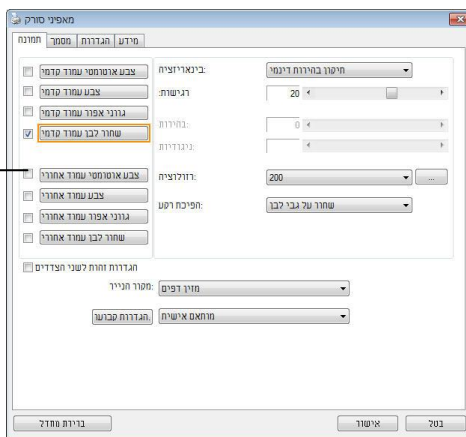 מאפיני סורק
תמונה מסמך הגדרות מידע
צבע אוטומטי עמוד קדמי
צבע עמוד קדמי
גווני אפור עמוד קדמי
שחור לבן עמוד קדמי
צבע אוטומטי עמוד אחורי
צבע עמוד אחורי
גווני אפור עמוד אחורי
שחור לבן עמוד אחורי
בינאריזציה: תיקון בהירות דינמי
רגישות: 20
בהירות: 0
ניגודיות:
רזולוציה: 200 ...
הפיכת רקע: שחור על גבי לבן
הגדרות זהות לשני הצדדים
מקור הנייר: מזין דפים
הגדרות קבועו. מותאם אישית
ברירת מחדל אישור בטל